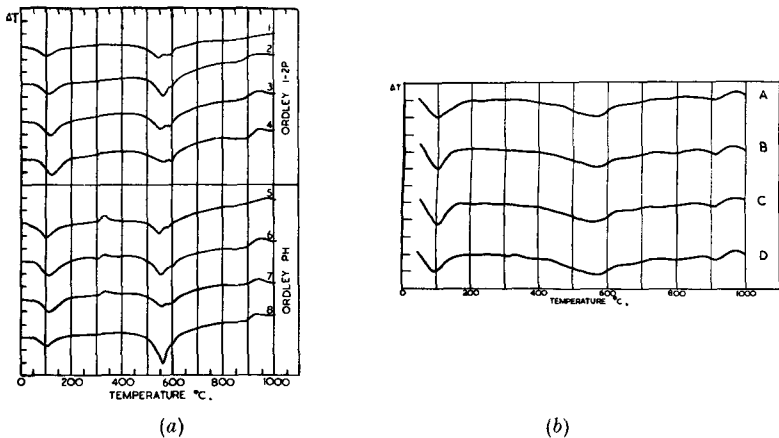 ΔT
1
2
3
4
ORDLEY 1-2P
5
6
7
8
ORDLEY PH
0 200 400 600 800 1000
TEMPERATURE °C.
(a)
ΔT
A
B
C
D
0 200 400 600 800 1000
TEMPERATURE °C.
(b)